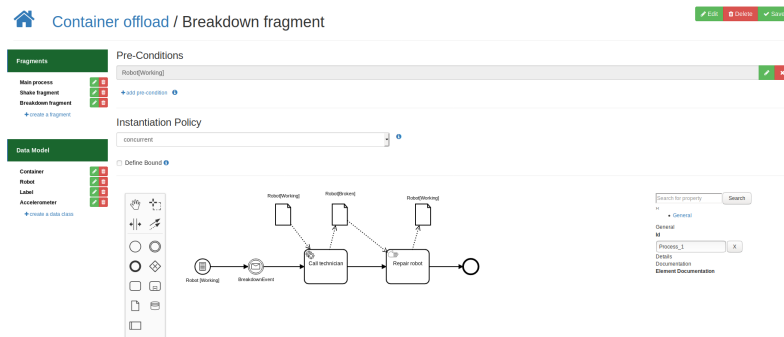 Container offload / Breakdown fragment
Edit Delete Save
Fragments
Main process
Shake fragment
Breakdown fragment
+ create a fragment
Data Model
Container
Robot
Label
Accelerometer
+ create a data class
Pre-Conditions
Robot[Working]
+ add pre-condition
Instantiation Policy
concurrent
Define Bound
Robot[Working]
Robot[Broken]
Robot[Working]
Call technician
Repair robot
Robot [Working]
BreakdownEvent
Search for property Search
General
General
Id
Process_1 X
Details
Documentation
Element Documentation